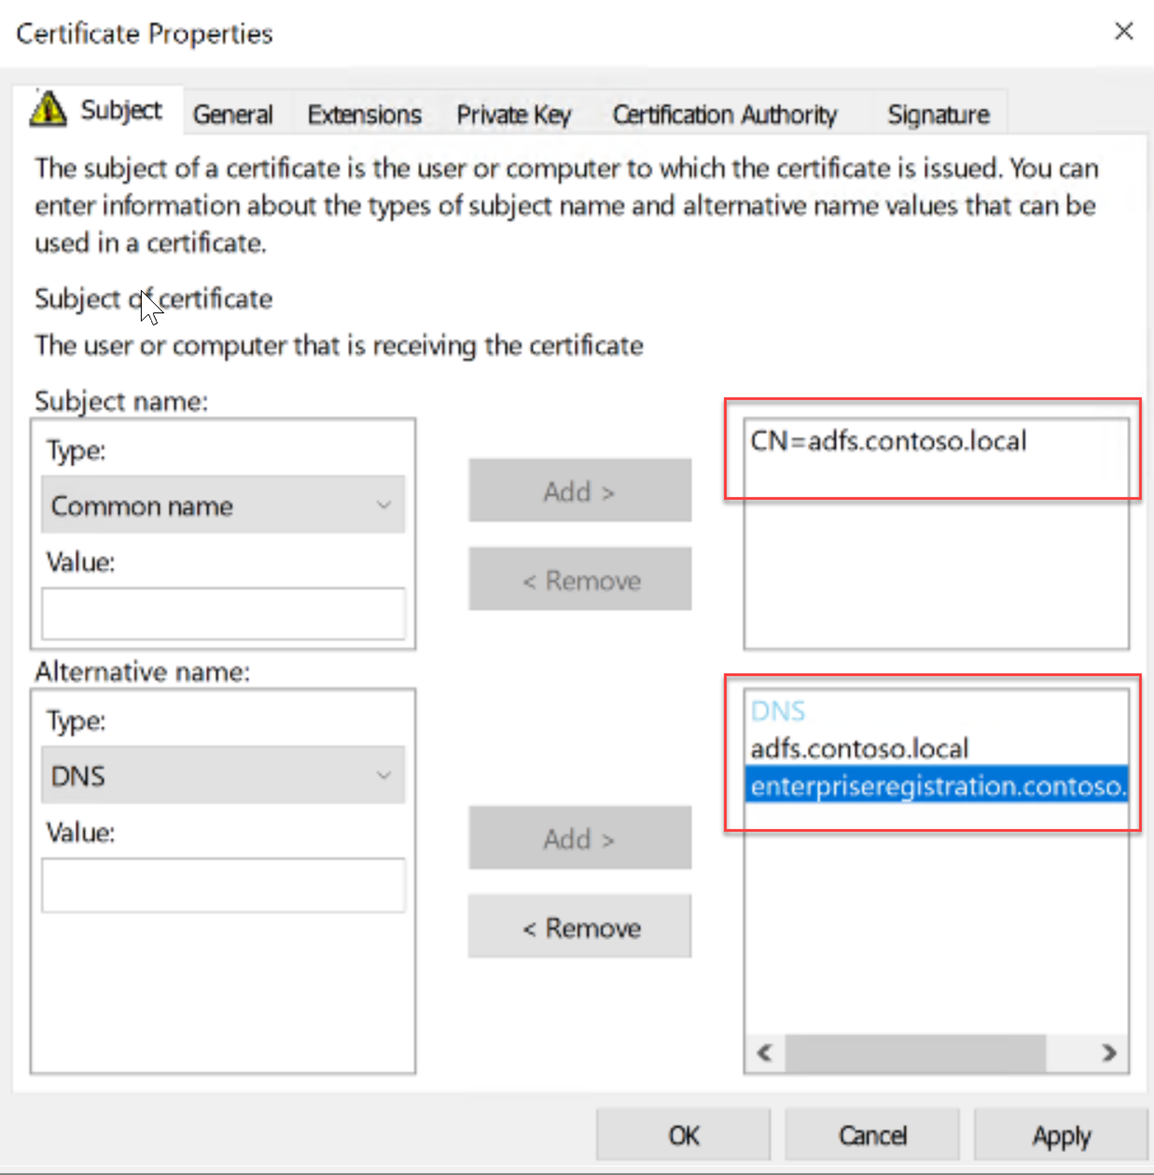 Certificate Properties
Subject
General
Extensions
Private Key
Certification Authority
Signature
The subject of a certificate is the user or computer to which the certificate is issued. You can
enter information about the types of subject name and alternative name values that can be
used in a certificate.
Subject of certificate
The user or computer that is receiving the certificate
Subject name:
Type:
Common name
Value:
Add >
< Remove
CN=adfs.contoso.local
Alternative name:
Type:
DNS
Value:
Add >
< Remove
DNS
adfs.contoso.local
enterpriseregistration.contoso.
OK
Cancel
Apply